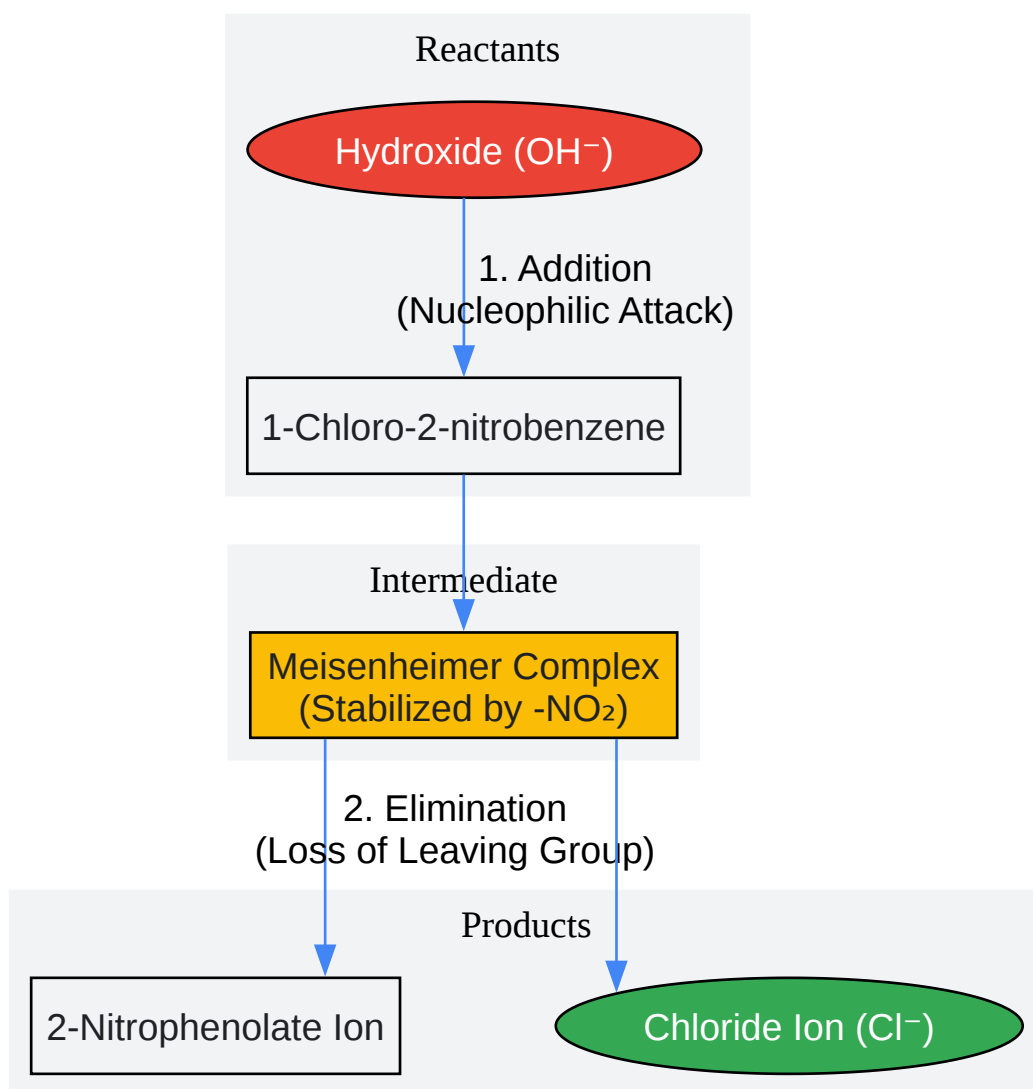 Reactants
Hydroxide (OH⁻)
1. Addition
(Nucleophilic Attack)
1-Chloro-2-nitrobenzene
Intermediate
Meisenheimer Complex
(Stabilized by -NO₂)
2. Elimination
(Loss of Leaving Group)
Products
2-Nitrophenolate Ion
Chloride Ion (Cl⁻)